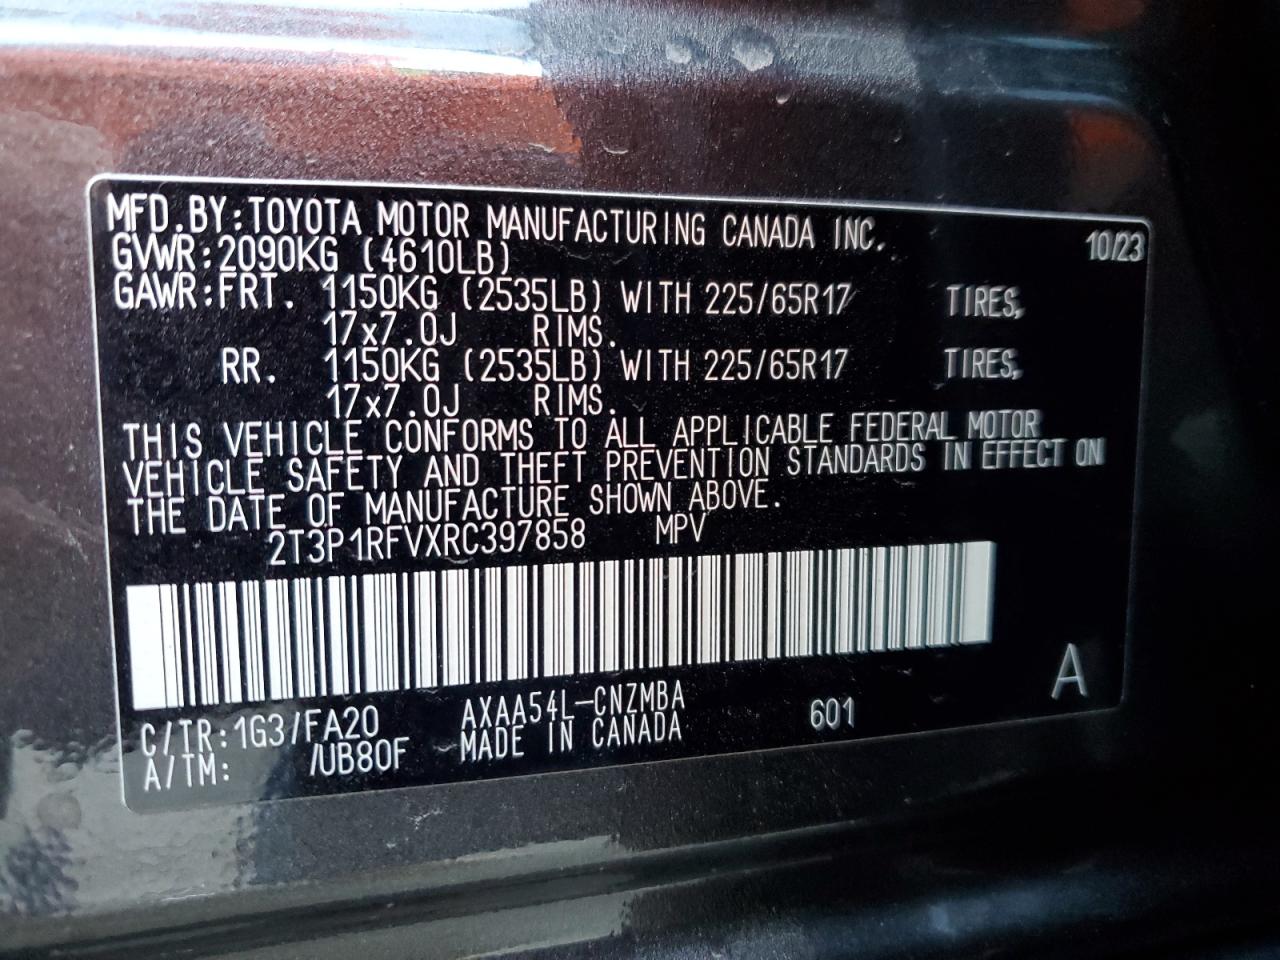 MFD.BY:TOYOTA MOTOR MANUFACTURING CANADA INC. 10/23
GVWR:2090KG (4610LB)
GAWR:FRT. 1150KG (2535LB) WITH 225/65R17 TIRES,
17x7.0J RIMS.
RR. 1150KG (2535LB) WITH 225/65R17 TIRES,
17x7.0J RIMS.
THIS VEHICLE CONFORMS TO ALL APPLICABLE FEDERAL MOTOR
VEHICLE SAFETY AND THEFT PREVENTION STANDARDS IN EFFECT ON
THE DATE OF MANUFACTURE SHOWN ABOVE.
2T3P1RFVXRC397858 MPV
A
C/TR:1G3/FA20 AXAA54L-CNZMBA 601
A/TM: /UB80F MADE IN CANADA